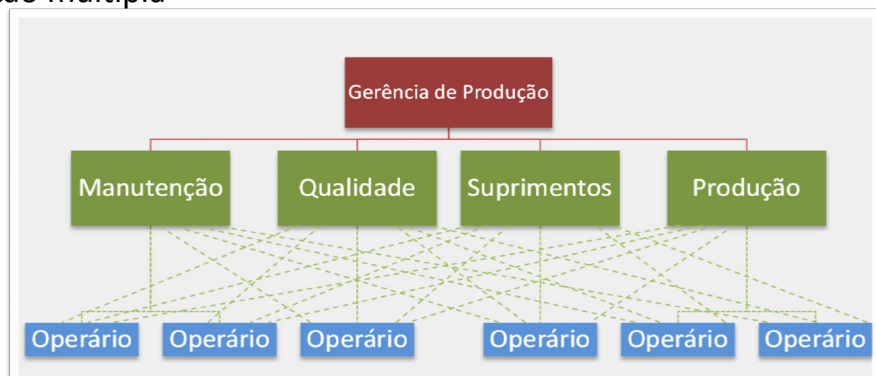 Gerência de Produção
Manutenção Qualidade Suprimentos Produção
Operário Operário Operário Operário Operário Operário